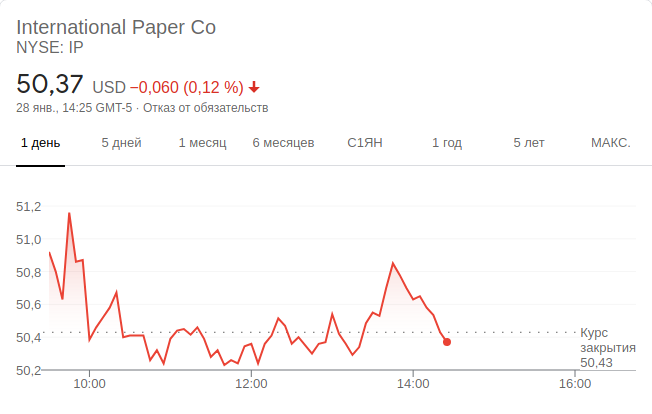 International Paper Co
NYSE: IP
50,37 USD −0,060 (0,12 %)
28 янв., 14:25 GMT-5 · Отказ от обязательств
1 день 5 дней 1 месяц 6 месяцев С1ЯН 1 год 5 лет МАКС.
51,2
51,0
50,8
50,6
50,4
50,2
Курс
закрытия
50,43
10:00 12:00 14:00 16:00